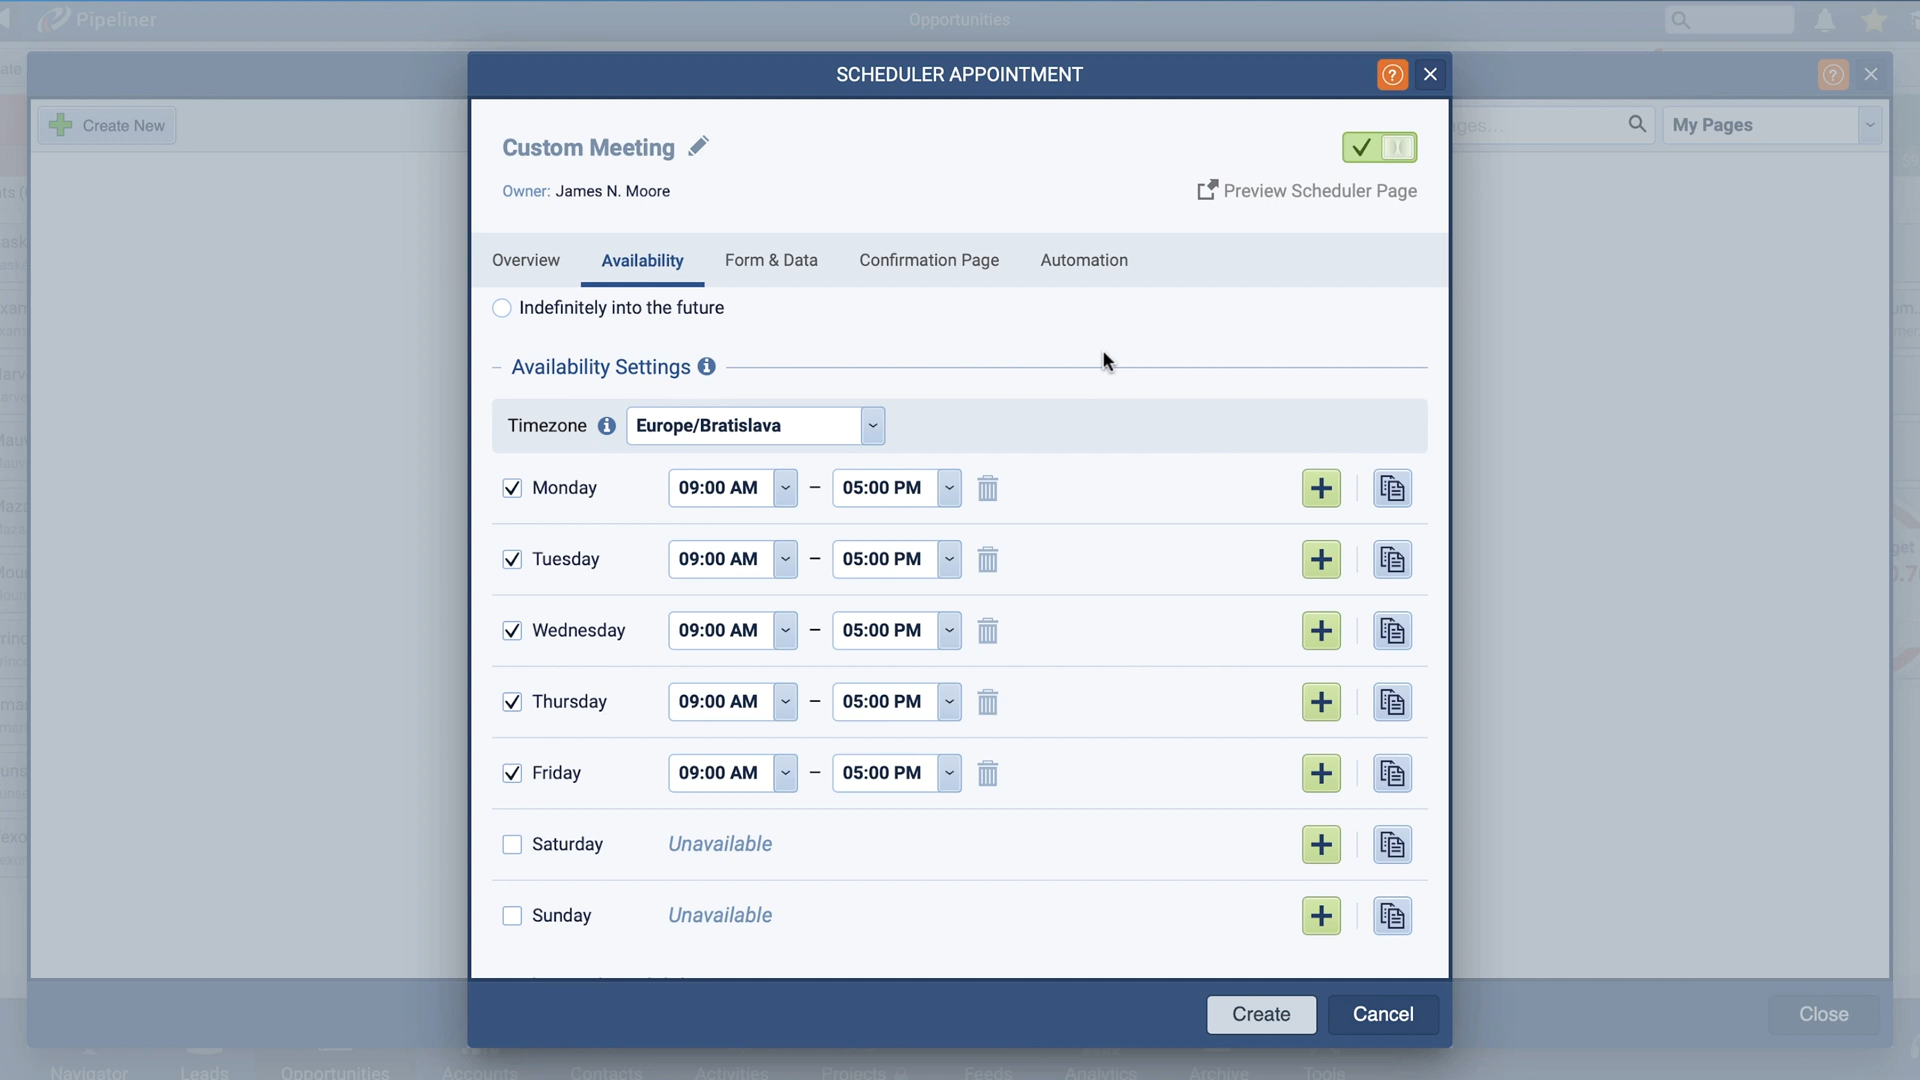 Pipeliner
Opportunities
SCHEDULER APPOINTMENT
Create New
My Pages
Custom Meeting
Owner: James N. Moore
Preview Scheduler Page
Overview
Availability
Form & Data
Confirmation Page
Automation
Indefinitely into the future
Availability Settings
Timezone
Europe/Bratislava
Monday 09:00 AM – 05:00 PM
Tuesday 09:00 AM – 05:00 PM
Wednesday 09:00 AM – 05:00 PM
Thursday 09:00 AM – 05:00 PM
Friday 09:00 AM – 05:00 PM
Saturday Unavailable
Sunday Unavailable
Create
Cancel
Close
Navigator
Leads
Opportunities
Accounts
Contacts
Activities
Projects
Feeds
Analytics
Archive
Tools